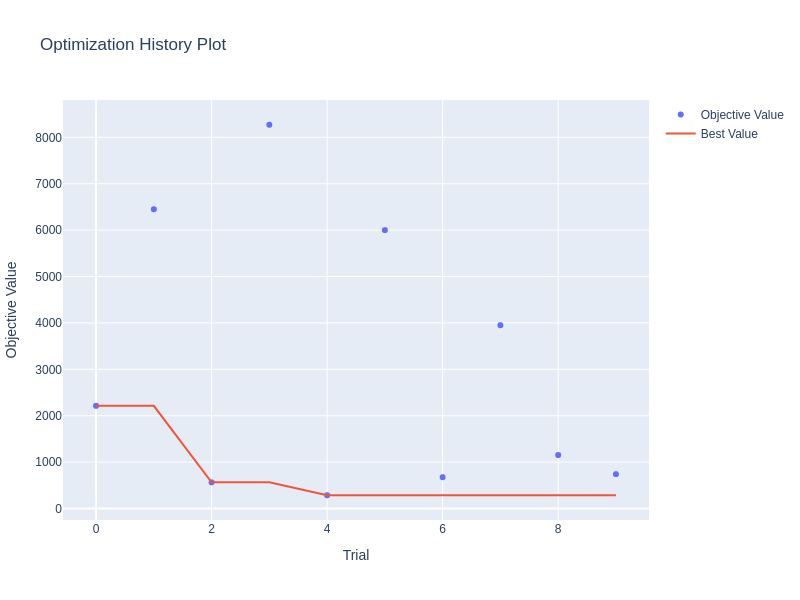 Optimization History Plot
Objective Value
Best Value
8000
7000
6000
5000
4000
3000
2000
1000
0
0 2 4 6 8
Trial
Objective Value